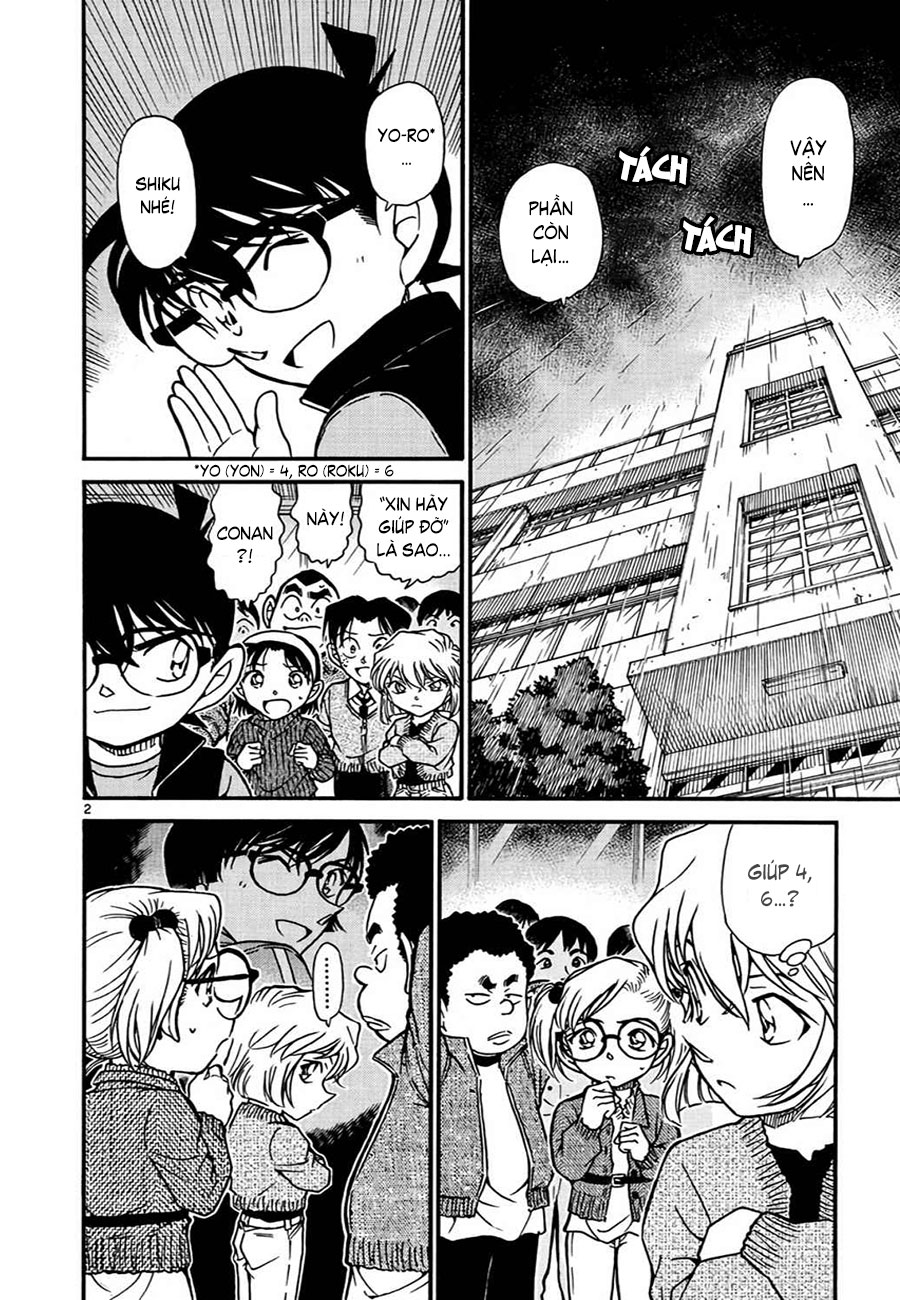 VẬY
NÊN
...
TÁCH
TÁCH
PHẦN
CÒN
LẠI...
YO-RO*
...
SHIKU
NHÉ!
*YO (YON) = 4, RO (ROKU) = 6
"XIN HÃY
GIÚP ĐỠ"
LÀ SAO...
NÀY!
CONAN
?!
2
GIÚP 4,
6...?
.........